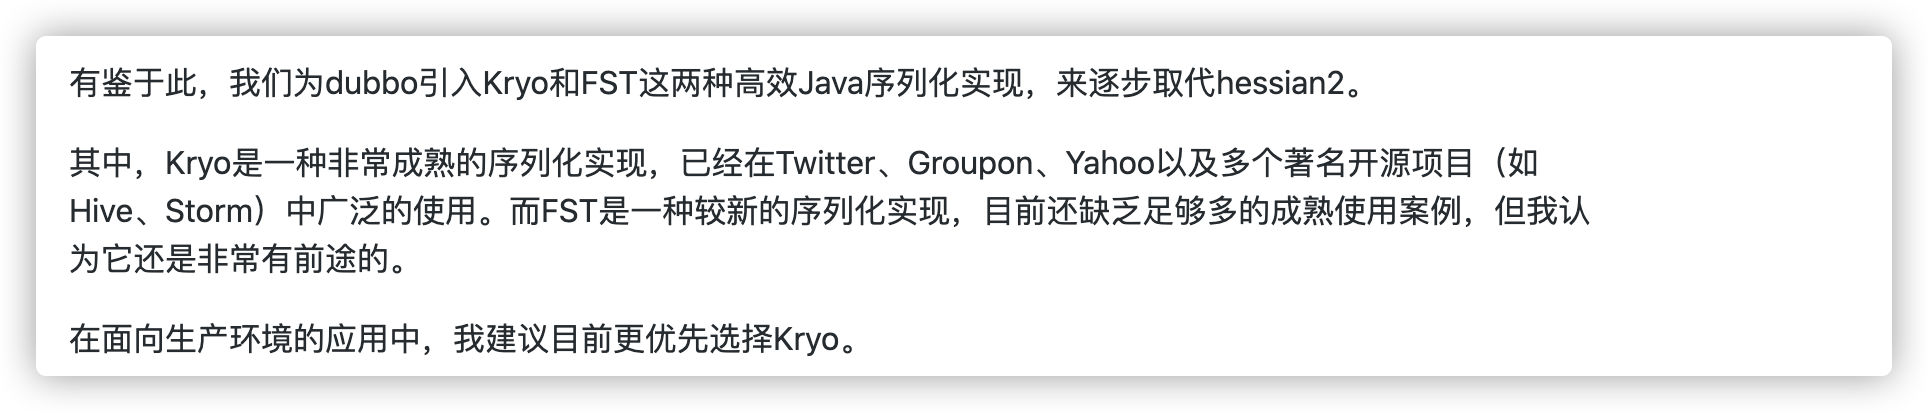 有鉴于此，我们为dubbo引入Kryo和FST这两种高效Java序列化实现，来逐步取代hessian2。
其中，Kryo是一种非常成熟的序列化实现，已经在Twitter、Groupon、Yahoo以及多个著名开源项目（如
Hive、Storm）中广泛的使用。而FST是一种较新的序列化实现，目前还缺乏足够多的成熟使用案例，但我认
为它还是非常有前途的。
在面向生产环境的应用中，我建议目前更优先选择Kryo。